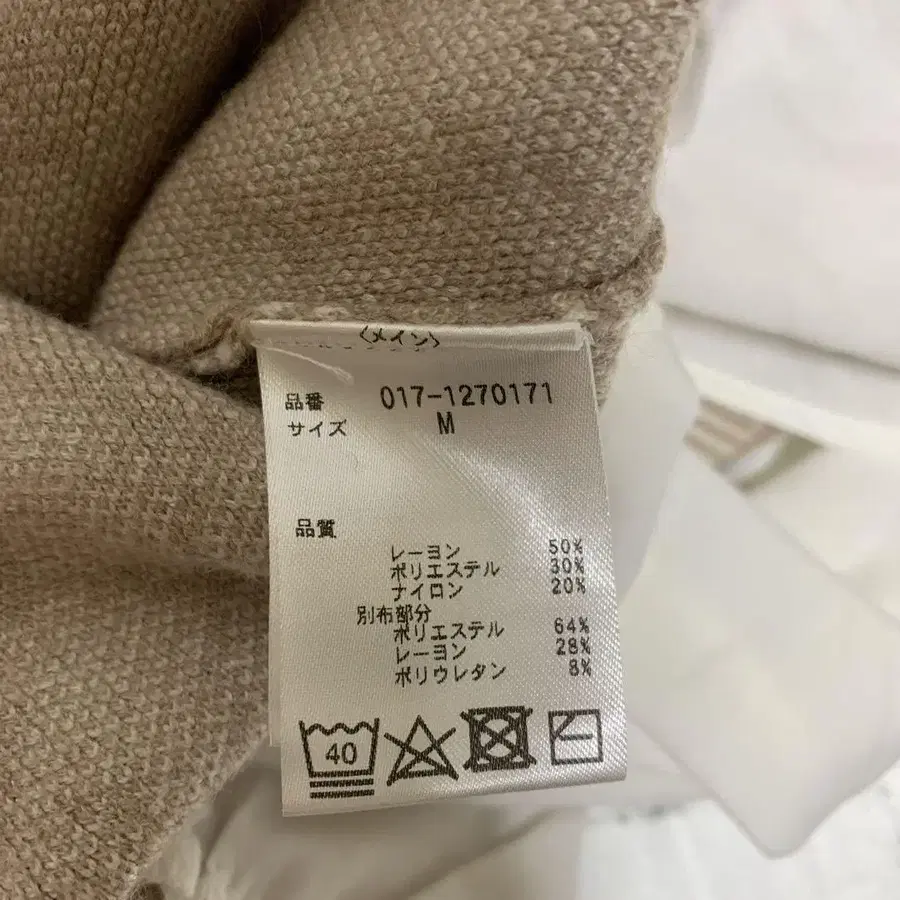 〈メイン〉
品番 017-1270171
サイズ M
品質
レーヨン 50%
ポリエステル 30%
ナイロン 20%
別布部分
ポリエステル 64%
レーヨン 28%
ポリウレタン 8%
40